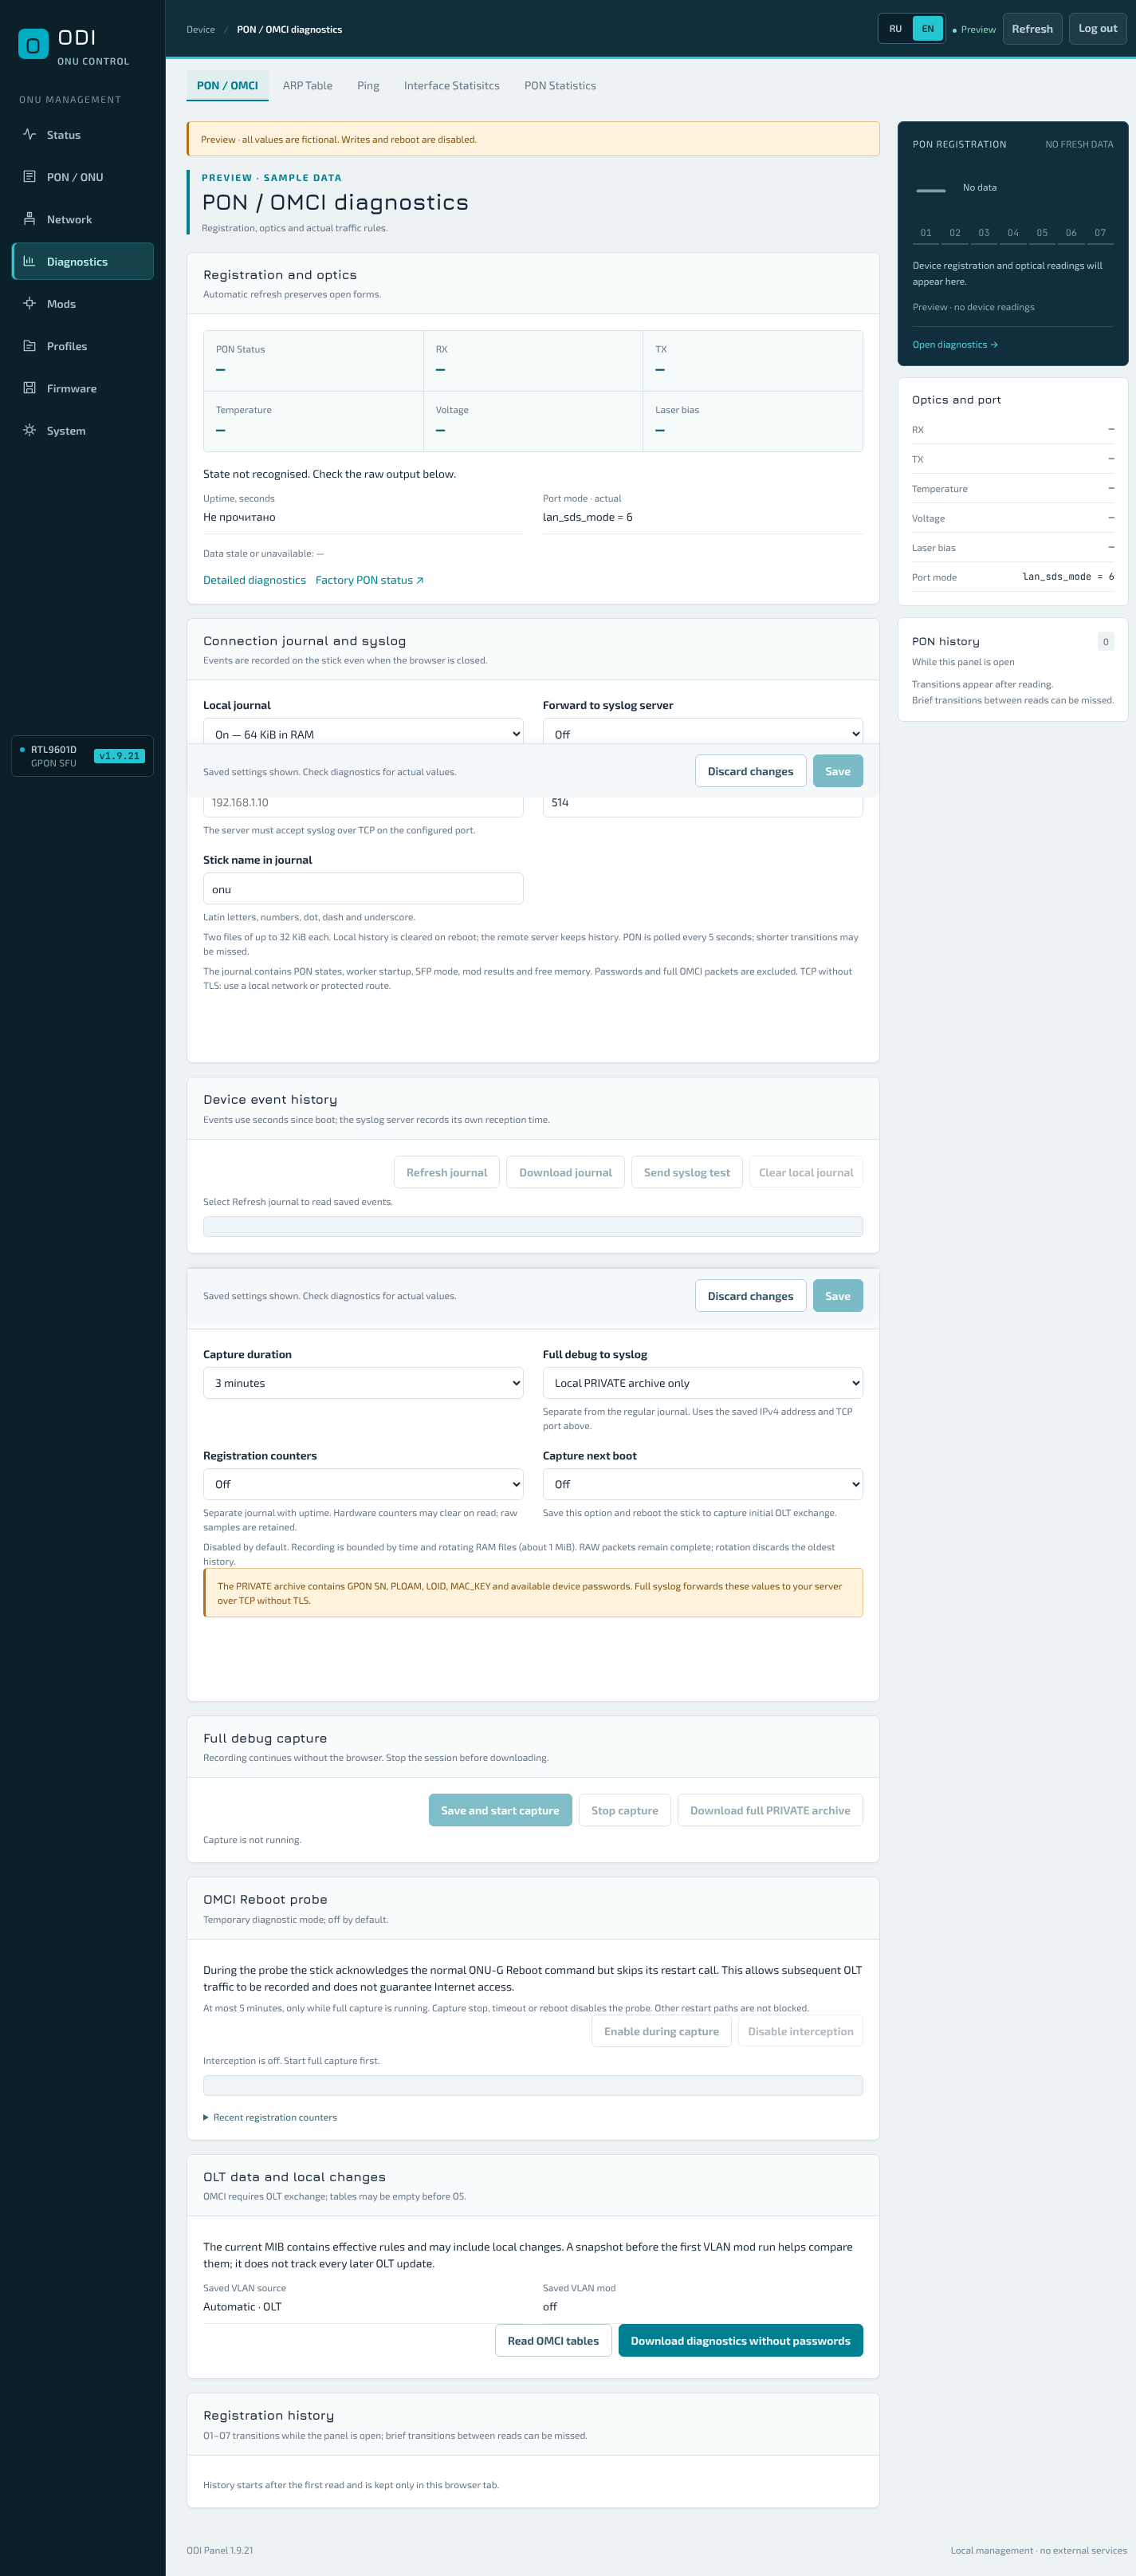 O
ODI
ONU CONTROL
ONU MANAGEMENT
Status
PON / ONU
Network
Diagnostics
Mods
Profiles
Firmware
System
RTL9601D
GPON SFU
v1.9.21
Device / PON / OMCI diagnostics
RU
EN
Preview
Refresh
Log out
PON / OMCI
ARP Table
Ping
Interface Statisitcs
PON Statistics
Preview · all values are fictional. Writes and reboot are disabled.
PREVIEW · SAMPLE DATA
PON / OMCI diagnostics
Registration, optics and actual traffic rules.
Registration and optics
Automatic refresh preserves open forms.
PON Status
—
RX
—
TX
—
Temperature
—
Voltage
—
Laser bias
—
State not recognised. Check the raw output below.
Uptime, seconds
Не прочитано
Port mode · actual
lan_sds_mode = 6
Data stale or unavailable: —
Detailed diagnostics
Factory PON status ↗
Connection journal and syslog
Events are recorded on the stick even when the browser is closed.
Local journal
On — 64 KiB in RAM
Forward to syslog server
Off
Saved settings shown. Check diagnostics for actual values.
Discard changes
Save
192.168.1.10
514
The server must accept syslog over TCP on the configured port.
Stick name in journal
onu
Latin letters, numbers, dot, dash and underscore.
Two files of up to 32 KiB each. Local history is cleared on reboot; the remote server keeps history. PON is polled every 5 seconds; shorter transitions may
be missed.
The journal contains PON states, worker startup, SFP mode, mod results and free memory. Passwords and full OMCI packets are excluded. TCP without
TLS: use a local network or protected route.
Device event history
Events use seconds since boot; the syslog server records its own reception time.
Refresh journal
Download journal
Send syslog test
Clear local journal
Select Refresh journal to read saved events.
Saved settings shown. Check diagnostics for actual values.
Discard changes
Save
Capture duration
3 minutes
Full debug to syslog
Local PRIVATE archive only
Separate from the regular journal. Uses the saved IPv4 address and TCP
port above.
Registration counters
Off
Separate journal with uptime. Hardware counters may clear on read; raw
samples are retained.
Capture next boot
Off
Save this option and reboot the stick to capture initial OLT exchange.
Disabled by default. Recording is bounded by time and rotating RAM files (about 1 MiB). RAW packets remain complete; rotation discards the oldest
history.
The PRIVATE archive contains GPON SN, PLOAM, LOID, MAC_KEY and available device passwords. Full syslog forwards these values to your server
over TCP without TLS.
Full debug capture
Recording continues without the browser. Stop the session before downloading.
Save and start capture
Stop capture
Download full PRIVATE archive
Capture is not running.
OMCI Reboot probe
Temporary diagnostic mode; off by default.
During the probe the stick acknowledges the normal ONU-G Reboot command but skips its restart call. This allows subsequent OLT
traffic to be recorded and does not guarantee Internet access.
At most 5 minutes, only while full capture is running. Capture stop, timeout or reboot disables the probe. Other restart paths are not blocked.
Enable during capture
Disable interception
Interception is off. Start full capture first.
Recent registration counters
OLT data and local changes
OMCI requires OLT exchange; tables may be empty before O5.
The current MIB contains effective rules and may include local changes. A snapshot before the first VLAN mod run helps compare
them; it does not track every later OLT update.
Saved VLAN source
Automatic · OLT
Saved VLAN mod
off
Read OMCI tables
Download diagnostics without passwords
Registration history
O1–O7 transitions while the panel is open; brief transitions between reads can be missed.
History starts after the first read and is kept only in this browser tab.
PON REGISTRATION
NO FRESH DATA
—
No data
01 02 03 04 05 06 07
Device registration and optical readings will
appear here.
Preview · no device readings
Open diagnostics →
Optics and port
RX —
TX —
Temperature —
Voltage —
Laser bias —
Port mode lan_sds_mode = 6
PON history
0
While this panel is open
Transitions appear after reading.
Brief transitions between reads can be missed.
ODI Panel 1.9.21
Local management · no external services